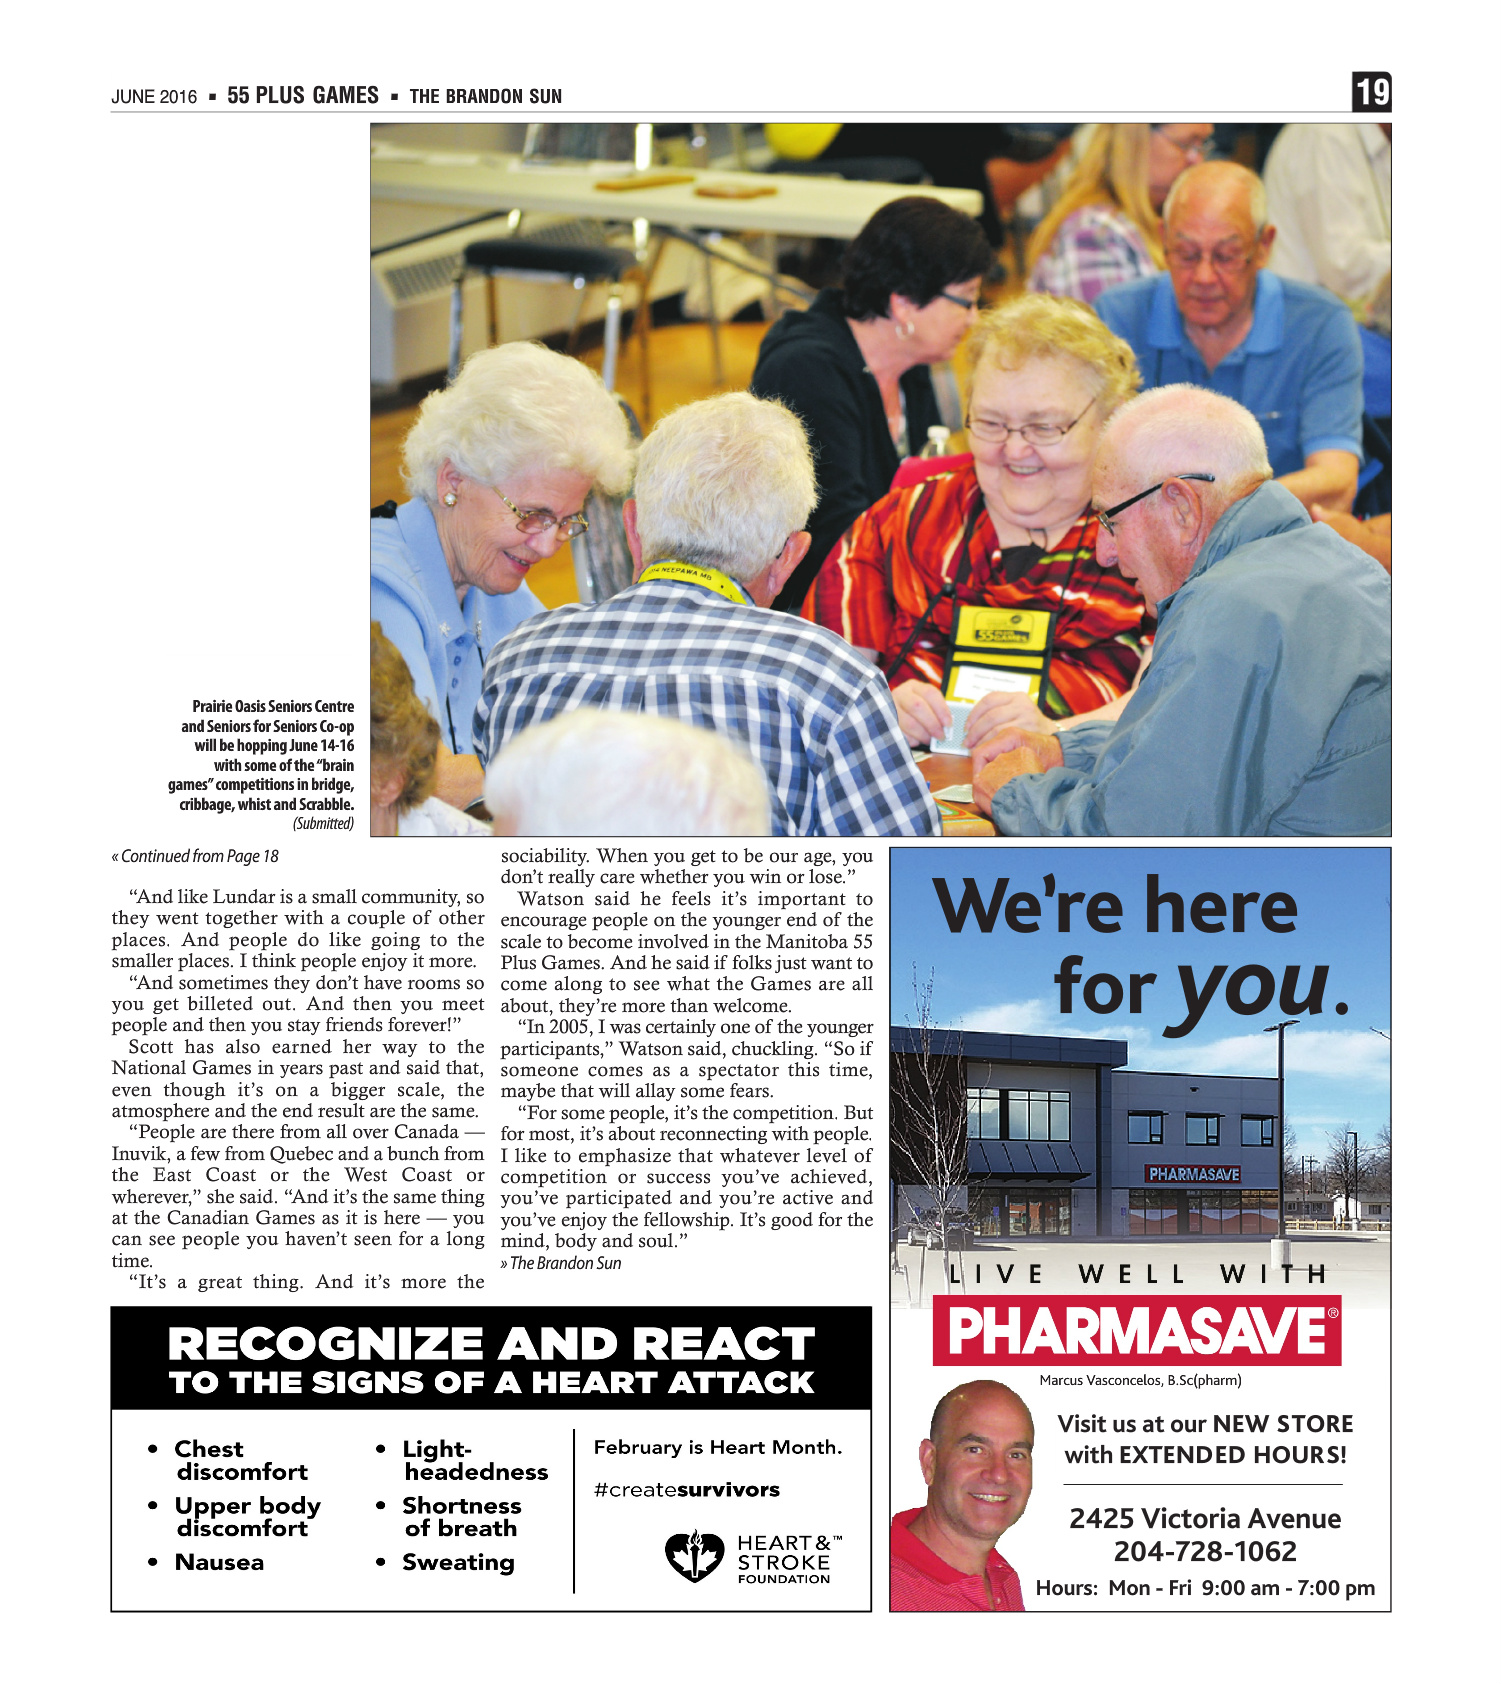 JUNE 2016 ▪ 55 PLUS GAMES ▪ THE BRANDON SUN
19
NEEPAWA MB
55 PLUS
GAMES
Prairie Oasis Seniors Centre
and Seniors for Seniors Co-op
will be hopping June 14-16
with some of the “brain
games” competitions in bridge,
cribbage, whist and Scrabble.
(Submitted)
« Continued from Page 18
“And like Lundar is a small community, so
they went together with a couple of other
places. And people do like going to the
smaller places. I think people enjoy it more.
“And sometimes they don’t have rooms so
you get billeted out. And then you meet
people and then you stay friends forever!”
Scott has also earned her way to the
National Games in years past and said that,
even though it’s on a bigger scale, the
atmosphere and the end result are the same.
“People are there from all over Canada —
Inuvik, a few from Quebec and a bunch from
the East Coast or the West Coast or
wherever,” she said. “And it’s the same thing
at the Canadian Games as it is here — you
can see people you haven’t seen for a long
time.
“It’s a great thing. And it’s more the
sociability. When you get to be our age, you
don’t really care whether you win or lose.”
Watson said he feels it’s important to
encourage people on the younger end of the
scale to become involved in the Manitoba 55
Plus Games. And he said if folks just want to
come along to see what the Games are all
about, they’re more than welcome.
“In 2005, I was certainly one of the younger
participants,” Watson said, chuckling. “So if
someone comes as a spectator this time,
maybe that will allay some fears.
“For some people, it’s the competition. But
for most, it’s about reconnecting with people.
I like to emphasize that whatever level of
competition or success you’ve achieved,
you’ve participated and you’re active and
you’ve enjoy the fellowship. It’s good for the
mind, body and soul.”
» The Brandon Sun
RECOGNIZE AND REACT
TO THE SIGNS OF A HEART ATTACK
• Chest
discomfort
• Upper body
discomfort
• Nausea
• Light-
headedness
• Shortness
of breath
• Sweating
February is Heart Month.
#createsurvivors
HEART &™
STROKE
FOUNDATION
We’re here
for you.
PHARMASAVE
LIVE WELL WITH
PHARMASAVE®
Marcus Vasconcelos, B.Sc(pharm)
Visit us at our NEW STORE
with EXTENDED HOURS!
2425 Victoria Avenue
204-728-1062
Hours: Mon - Fri 9:00 am - 7:00 pm